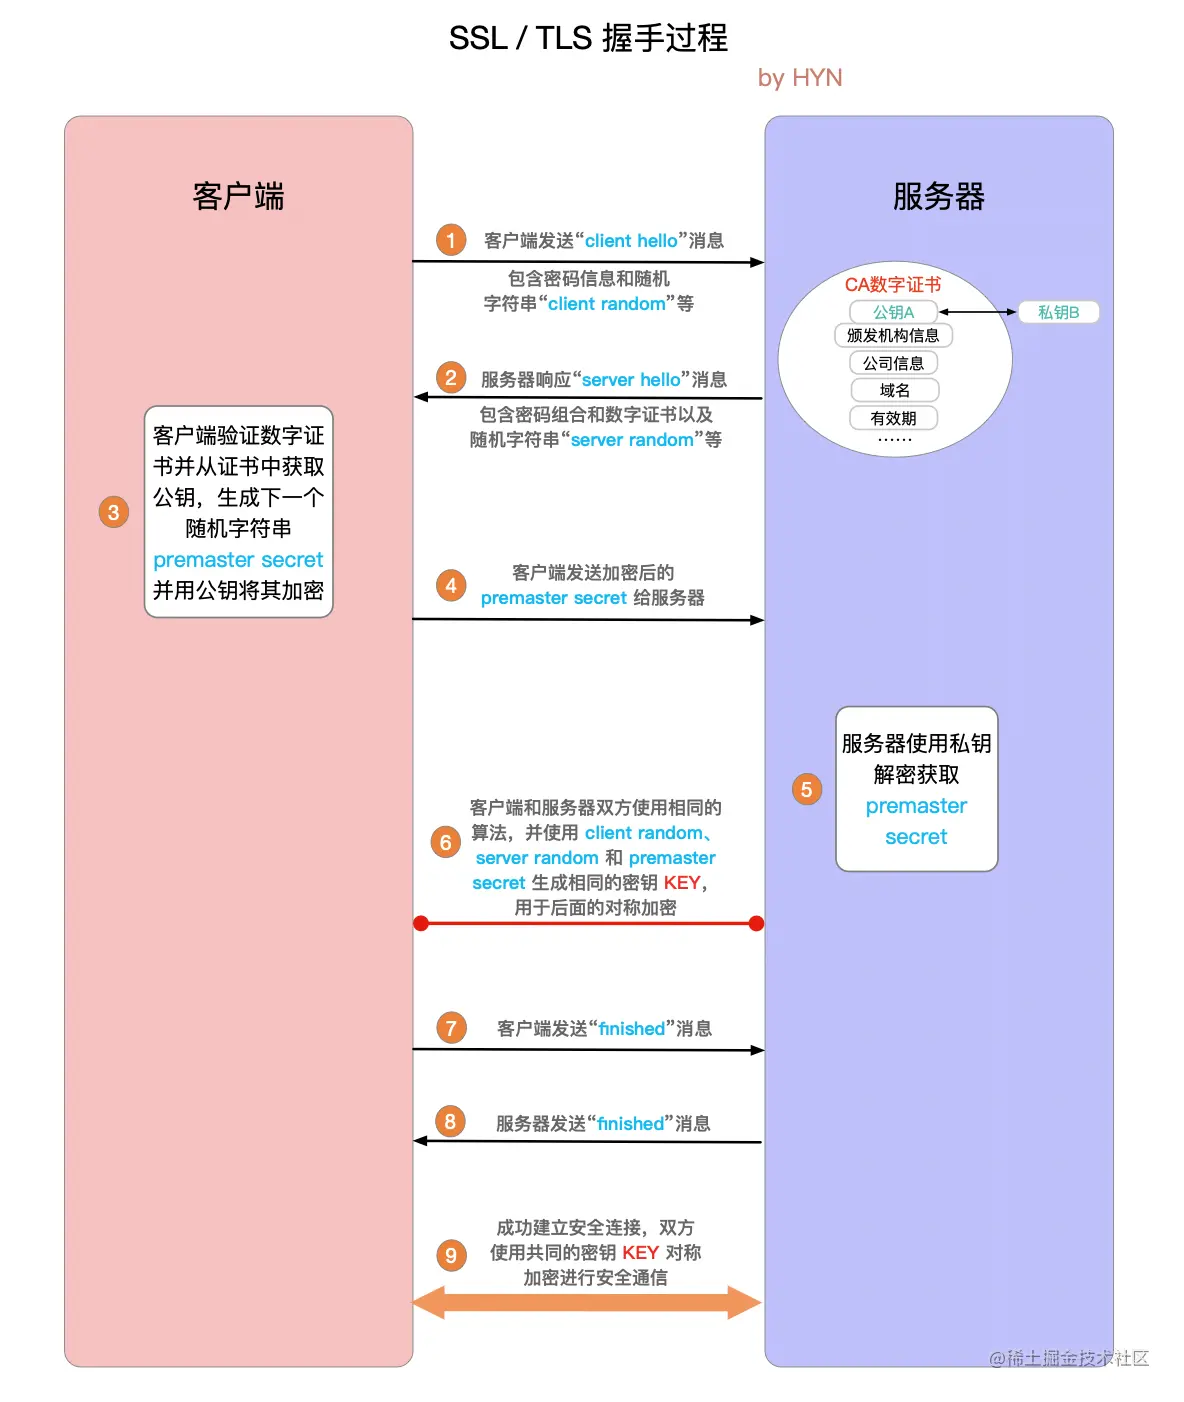 SSL / TLS 握手过程
by HYN
客户端
服务器
1
客户端发送“client hello”消息
包含密码信息和随机
字符串“client random”等
CA数字证书
公钥A
私钥B
颁发机构信息
公司信息
域名
有效期
……
2
服务器响应“server hello”消息
包含密码组合和数字证书以及
随机字符串“server random”等
3
客户端验证数字证
书并从证书中获取
公钥，生成下一个
随机字符串
premaster secret
并用公钥将其加密
4
客户端发送加密后的
premaster secret 给服务器
5
服务器使用私钥
解密获取
premaster
secret
6
客户端和服务器双方使用相同的
算法，并使用 client random、
server random 和 premaster
secret 生成相同的密钥 KEY，
用于后面的对称加密
7
客户端发送“finished”消息
8
服务器发送“finished”消息
9
成功建立安全连接，双方
使用共同的密钥 KEY 对称
加密进行安全通信
@稀土掘金技术社区